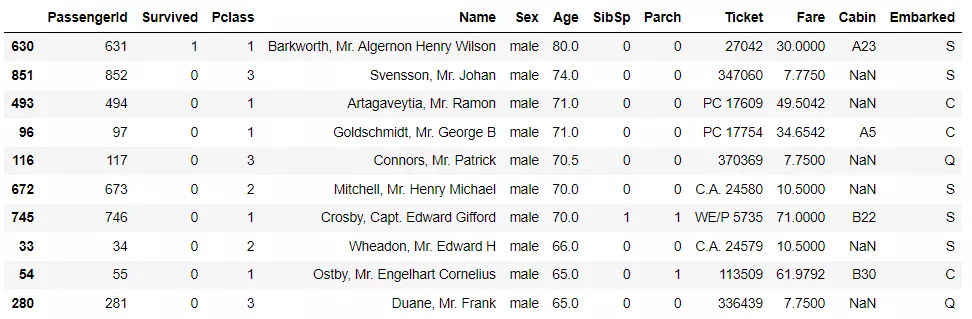 PassengerId Survived Pclass Name Sex Age SibSp Parch Ticket Fare Cabin Embarked
630 631 1 1 Barkworth, Mr. Algernon Henry Wilson male 80.0 0 0 27042 30.0000 A23 S
851 852 0 3 Svensson, Mr. Johan male 74.0 0 0 347060 7.7750 NaN S
493 494 0 1 Artagaveytia, Mr. Ramon male 71.0 0 0 PC 17609 49.5042 NaN C
96 97 0 1 Goldschmidt, Mr. George B male 71.0 0 0 PC 17754 34.6542 A5 C
116 117 0 3 Connors, Mr. Patrick male 70.5 0 0 370369 7.7500 NaN Q
672 673 0 2 Mitchell, Mr. Henry Michael male 70.0 0 0 C.A. 24580 10.5000 NaN S
745 746 0 1 Crosby, Capt. Edward Gifford male 70.0 1 1 WE/P 5735 71.0000 B22 S
33 34 0 2 Wheadon, Mr. Edward H male 66.0 0 0 C.A. 24579 10.5000 NaN S
54 55 0 1 Ostby, Mr. Engelhart Cornelius male 65.0 0 1 113509 61.9792 B30 C
280 281 0 3 Duane, Mr. Frank male 65.0 0 0 336439 7.7500 NaN Q